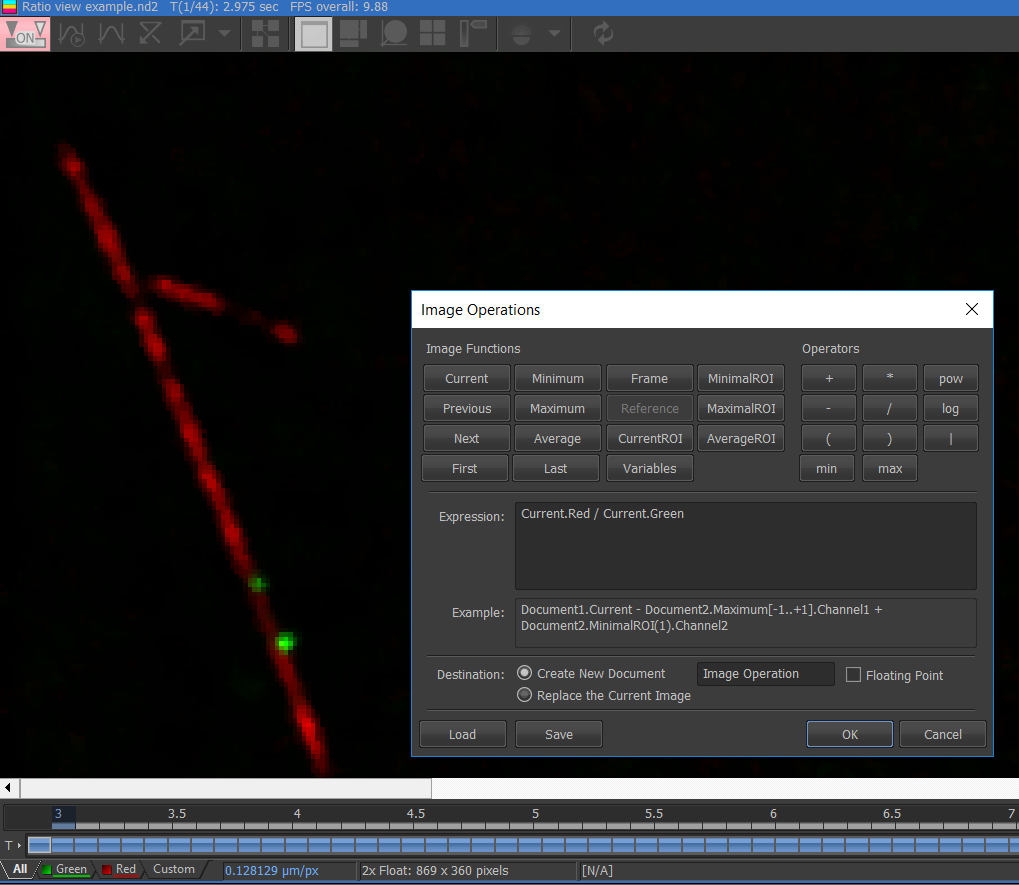 Ratio view example.nd2 T(1/44): 2.975 sec FPS overall: 9.88
ON
Image Operations
Image Functions Operators
Current Minimum Frame MinimalROI + * pow
Previous Maximum Reference MaximalROI - / log
Next Average CurrentROI AverageROI ( ) |
First Last Variables min max
Expression: Current.Red / Current.Green
Example: Document1.Current - Document2.Maximum[-1..+1].Channel1 +
Document2.MinimalROI(1).Channel2
Destination: Create New Document Image Operation Floating Point
Replace the Current Image
Load Save OK Cancel
3 3.5 4 4.5 5 5.5 6 6.5 7
T
All Green Red Custom 0.128129 µm/px 2x Float: 869 x 360 pixels [N/A]